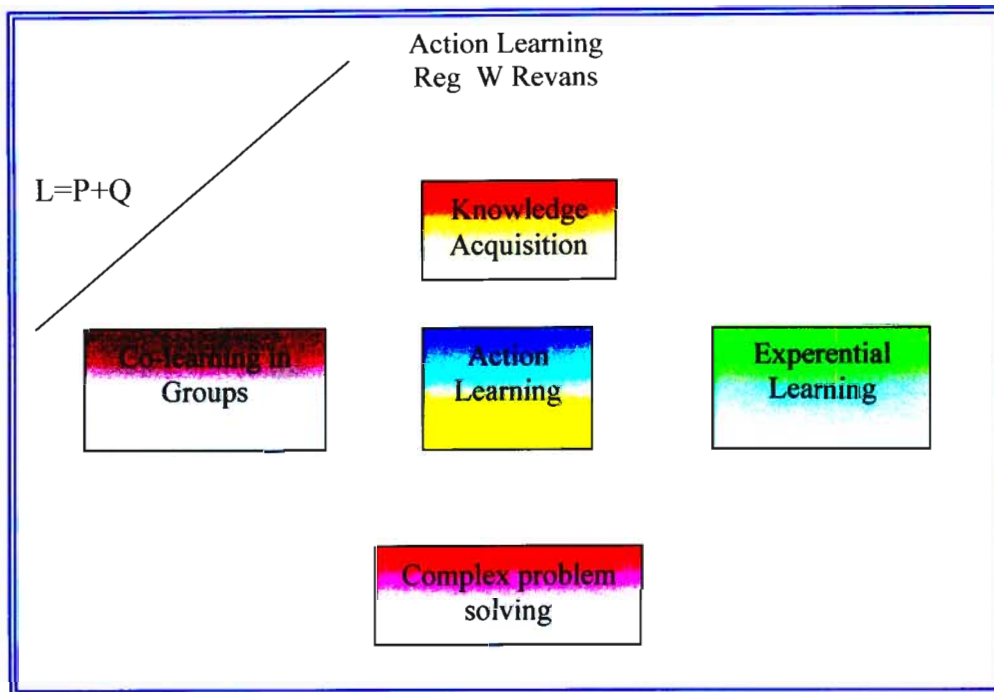 Action Learning
Reg W Revans
L=P+Q
Knowledge
Acquisition
Co-learning in
Groups
Action
Learning
Experential
Learning
Complex problem
solving